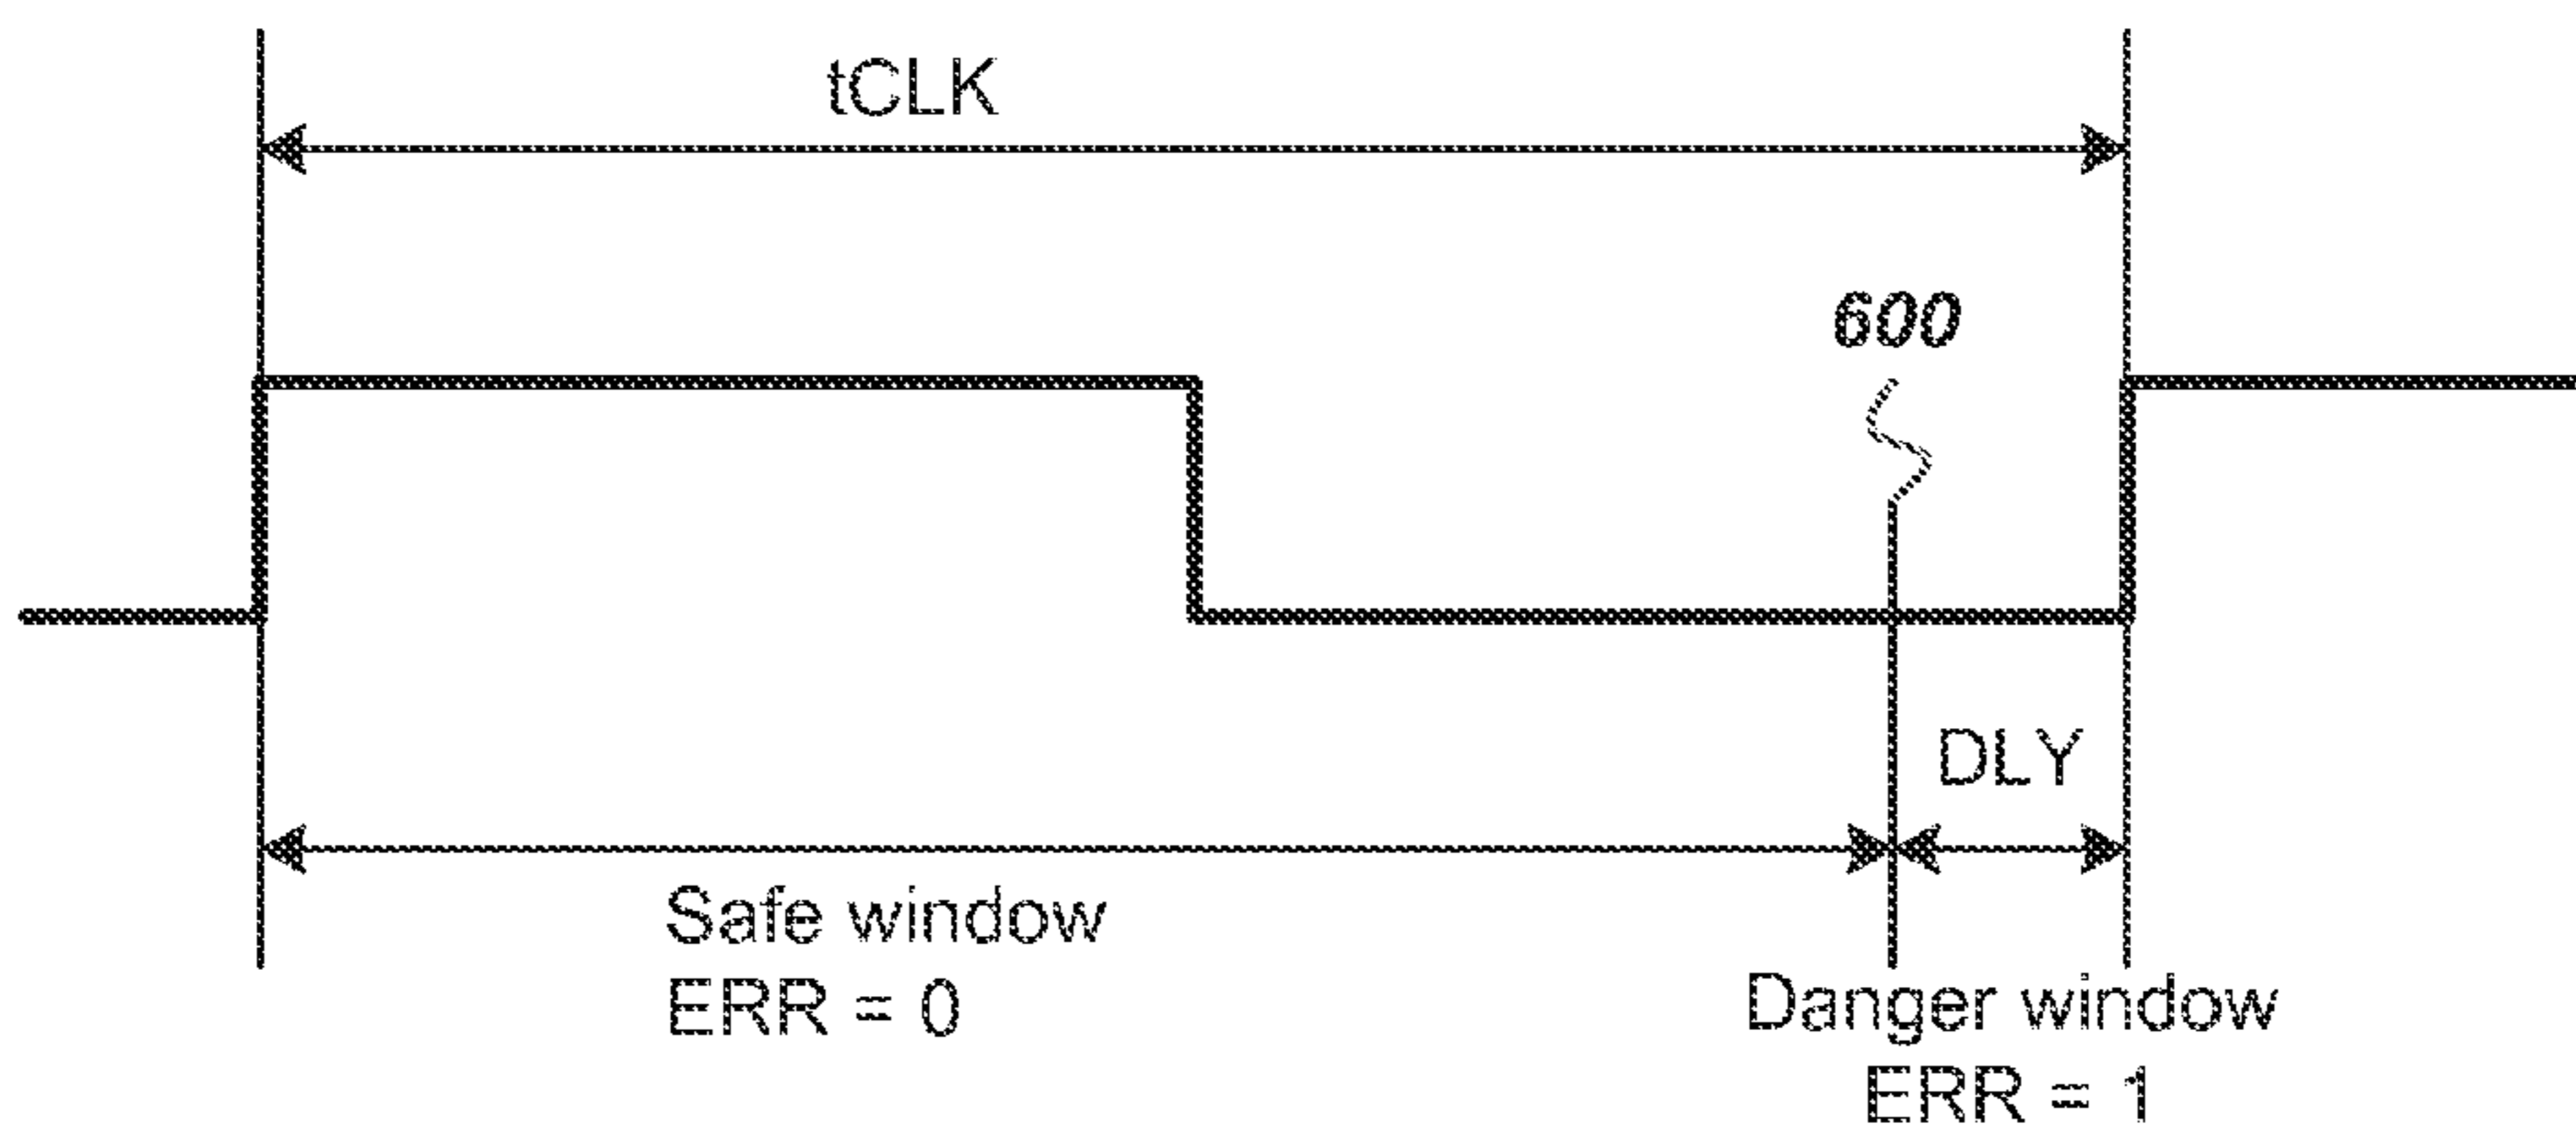 tCLK
600
DLY
Safe window
ERR = 0
Danger window
ERR = 1